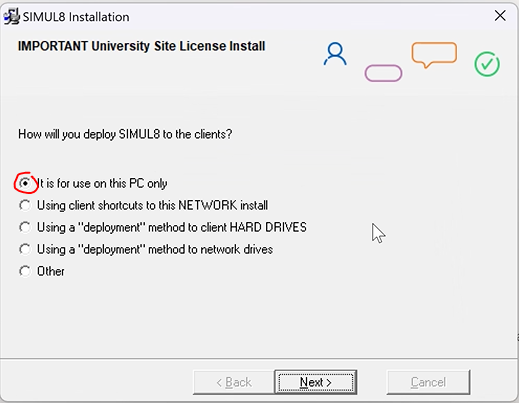 SIMUL8 Installation
IMPORTANT University Site License Install
How will you deploy SIMUL8 to the clients?
It is for use on this PC only
Using client shortcuts to this NETWORK install
Using a "deployment" method to client HARD DRIVES
Using a "deployment" method to network drives
Other
< Back
Next >
Cancel